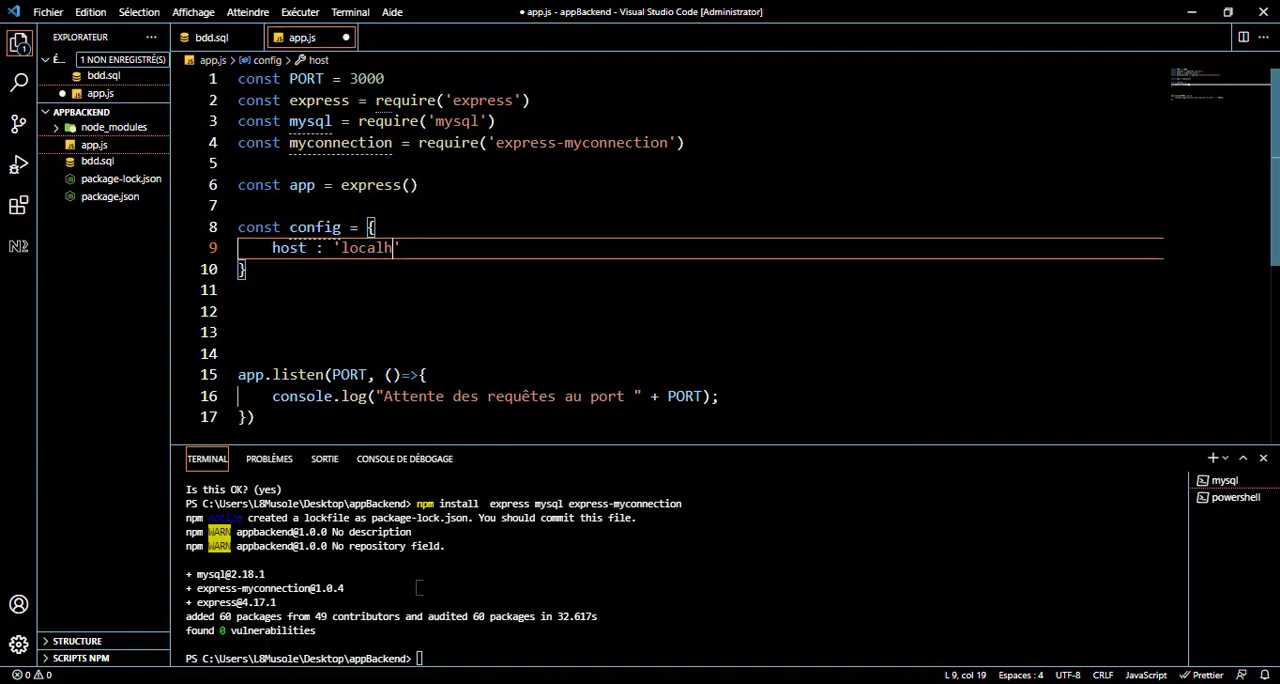 Fichier Edition Sélection Affichage Atteindre Exécuter Terminal Aide
● app.js - appBackend - Visual Studio Code [Administrator]
EXPLORATEUR ···
bdd.sql
app.js ●
É... 1 NON ENREGISTRÉ(S)
bdd.sql
● app.js
APPBACKEND
node_modules
app.js
bdd.sql
package-lock.json
package.json
STRUCTURE
SCRIPTS NPM
app.js > config > host
1 const PORT = 3000
2 const express = require('express')
3 const mysql = require('mysql')
4 const myconnection = require('express-myconnection')
5
6 const app = express()
7
8 const config = {
9 host : 'localh'
10 }
11
12
13
14
15 app.listen(PORT, ()=>{
16 console.log("Attente des requêtes au port " + PORT);
17 })
TERMINAL PROBLÈMES SORTIE CONSOLE DE DÉBOGAGE
Is this OK? (yes)
PS C:\Users\L8Musole\Desktop\appBackend> npm install  express mysql express-myconnection
npm notice created a lockfile as package-lock.json. You should commit this file.
npm WARN appbackend@1.0.0 No description
npm WARN appbackend@1.0.0 No repository field.
+ mysql@2.18.1
+ express-myconnection@1.0.4
+ express@4.17.1
added 60 packages from 49 contributors and audited 60 packages in 32.617s
found 0 vulnerabilities
PS C:\Users\L8Musole\Desktop\appBackend>
mysql
powershell
0 0
L 9, col 19 Espaces : 4 UTF-8 CRLF JavaScript Prettier